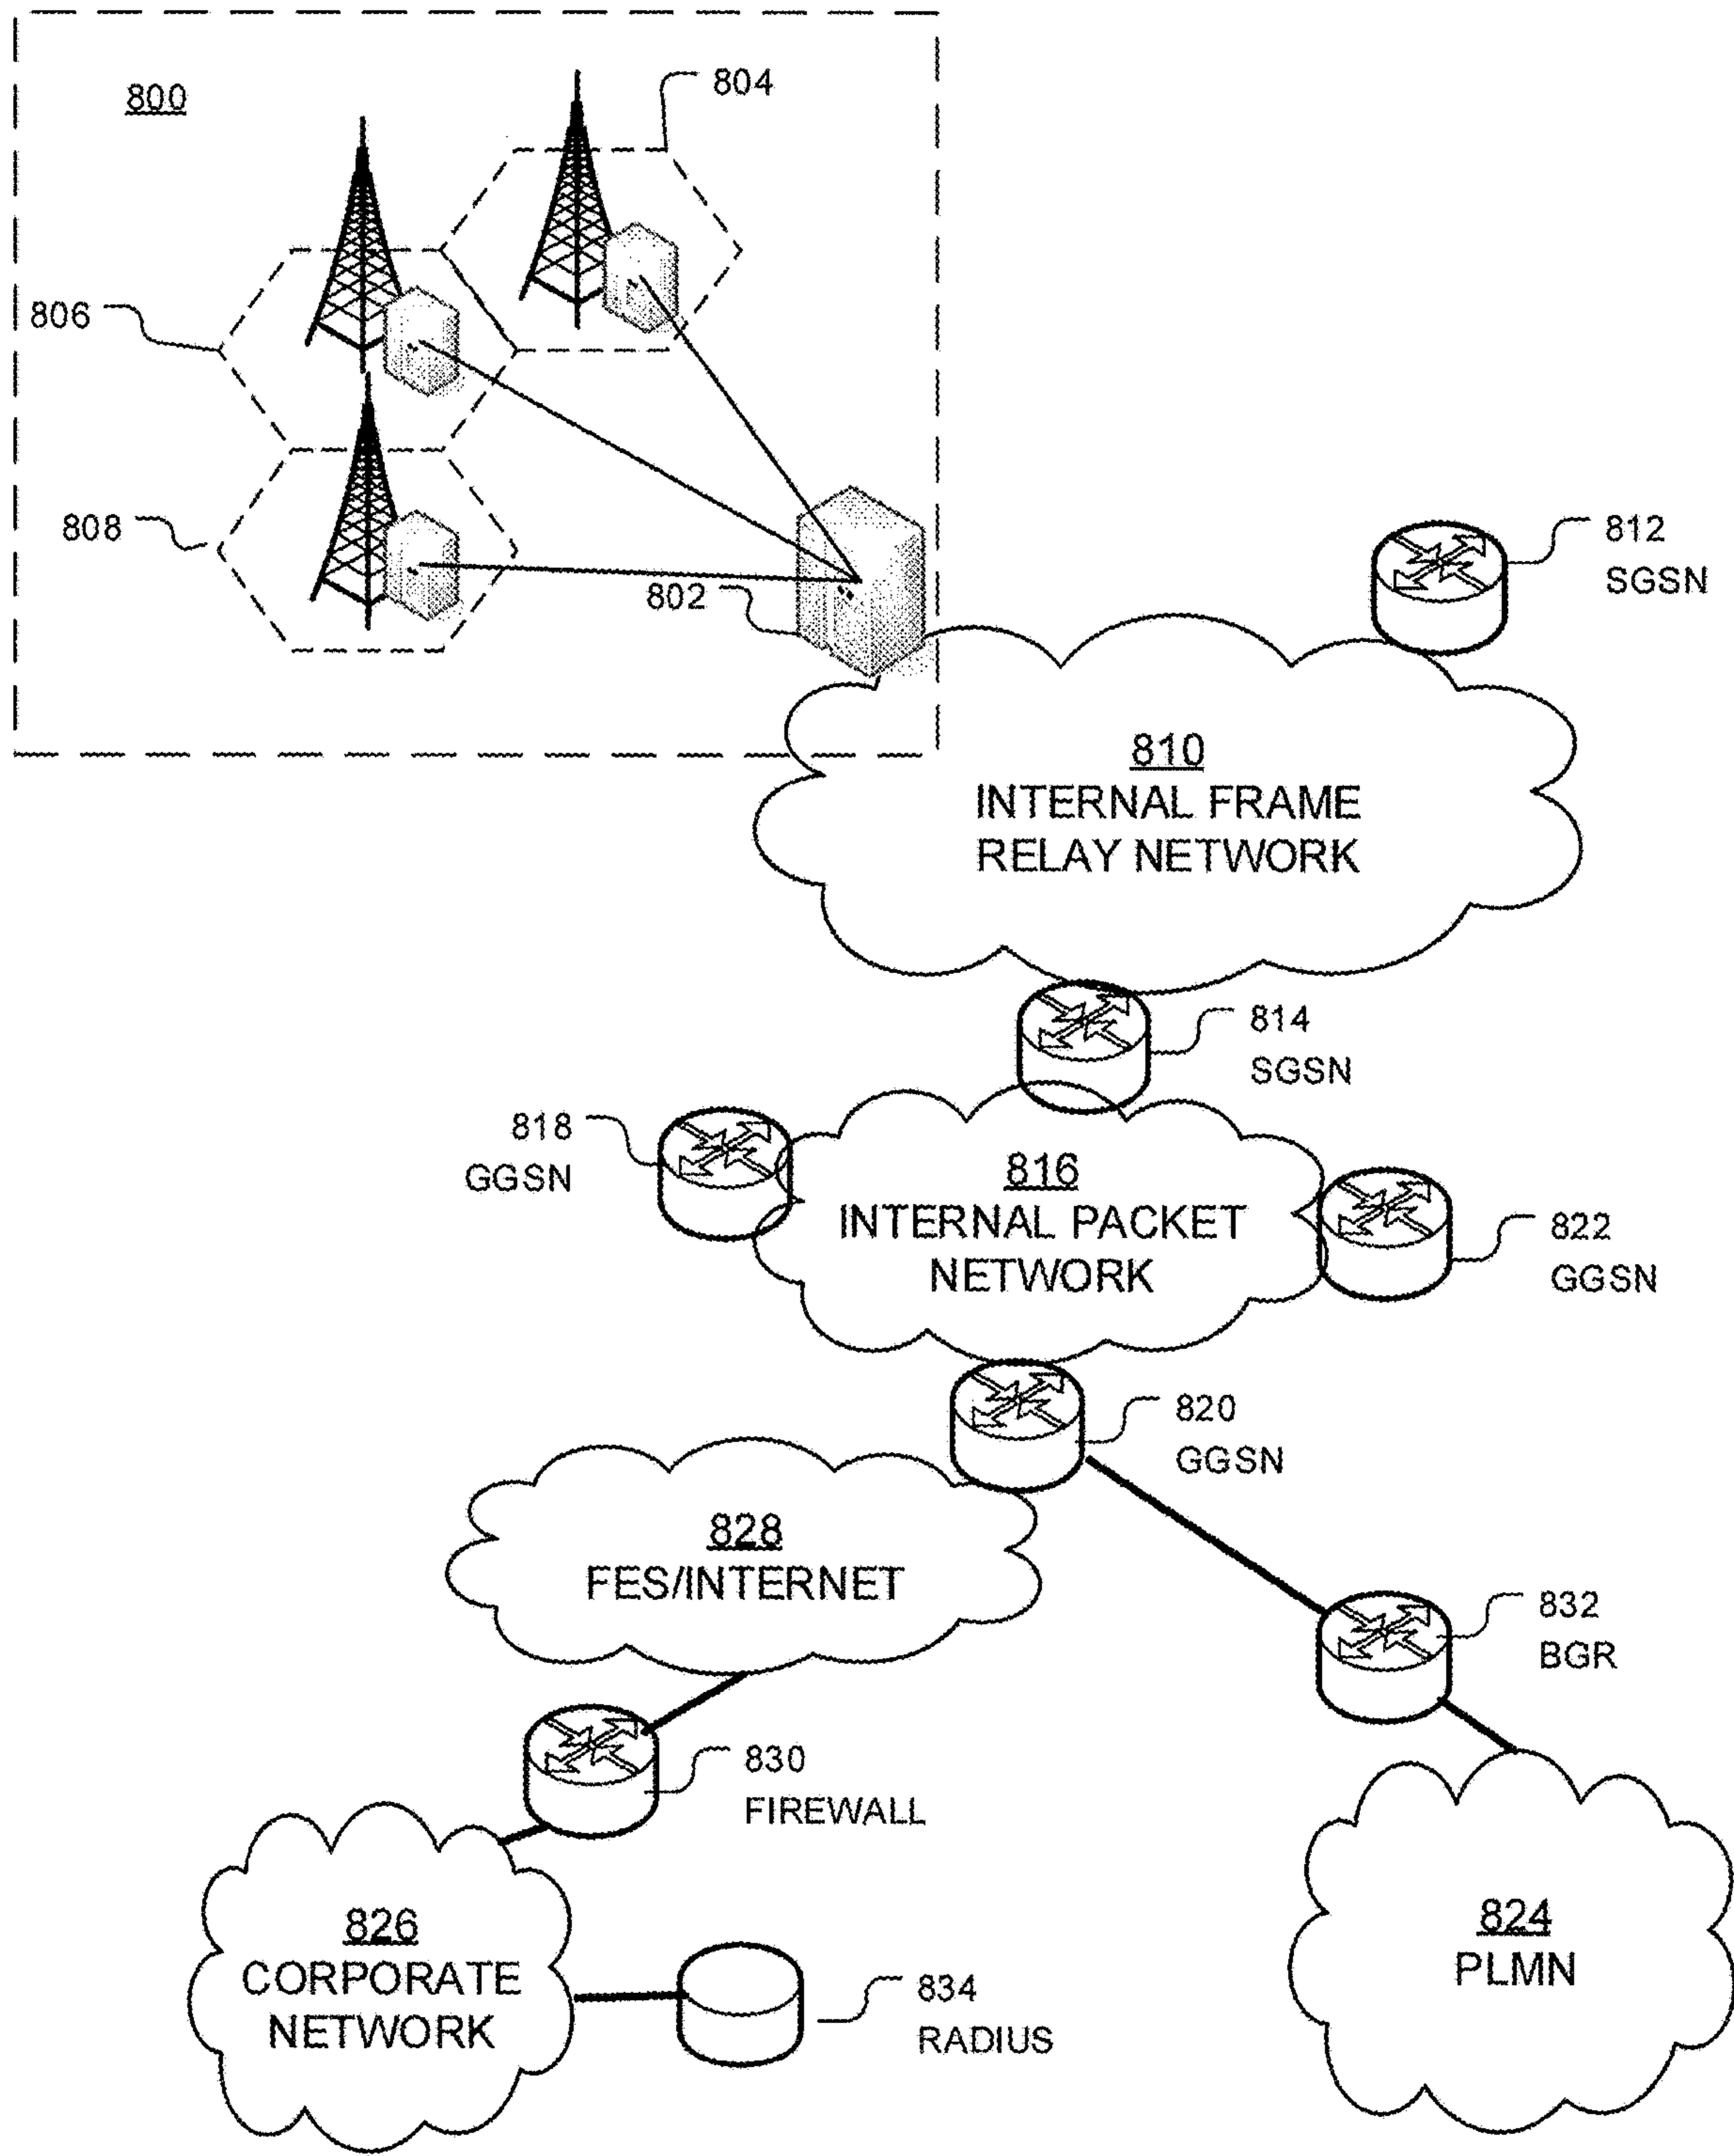 800
804
806
808
802
812
SGSN
810
INTERNAL FRAME
RELAY NETWORK
814
SGSN
818
GGSN
816
INTERNAL PACKET
NETWORK
822
GGSN
820
GGSN
828
FES/INTERNET
832
BGR
830
FIREWALL
826
CORPORATE
NETWORK
824
PLMN
834
RADIUS